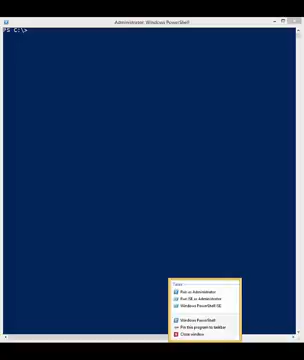 Administrator: Windows PowerShell
PS C:\>
Tasks
Run as Administrator
Run ISE as Administrator
Windows PowerShell ISE
Windows PowerShell
Pin this program to taskbar
Close window